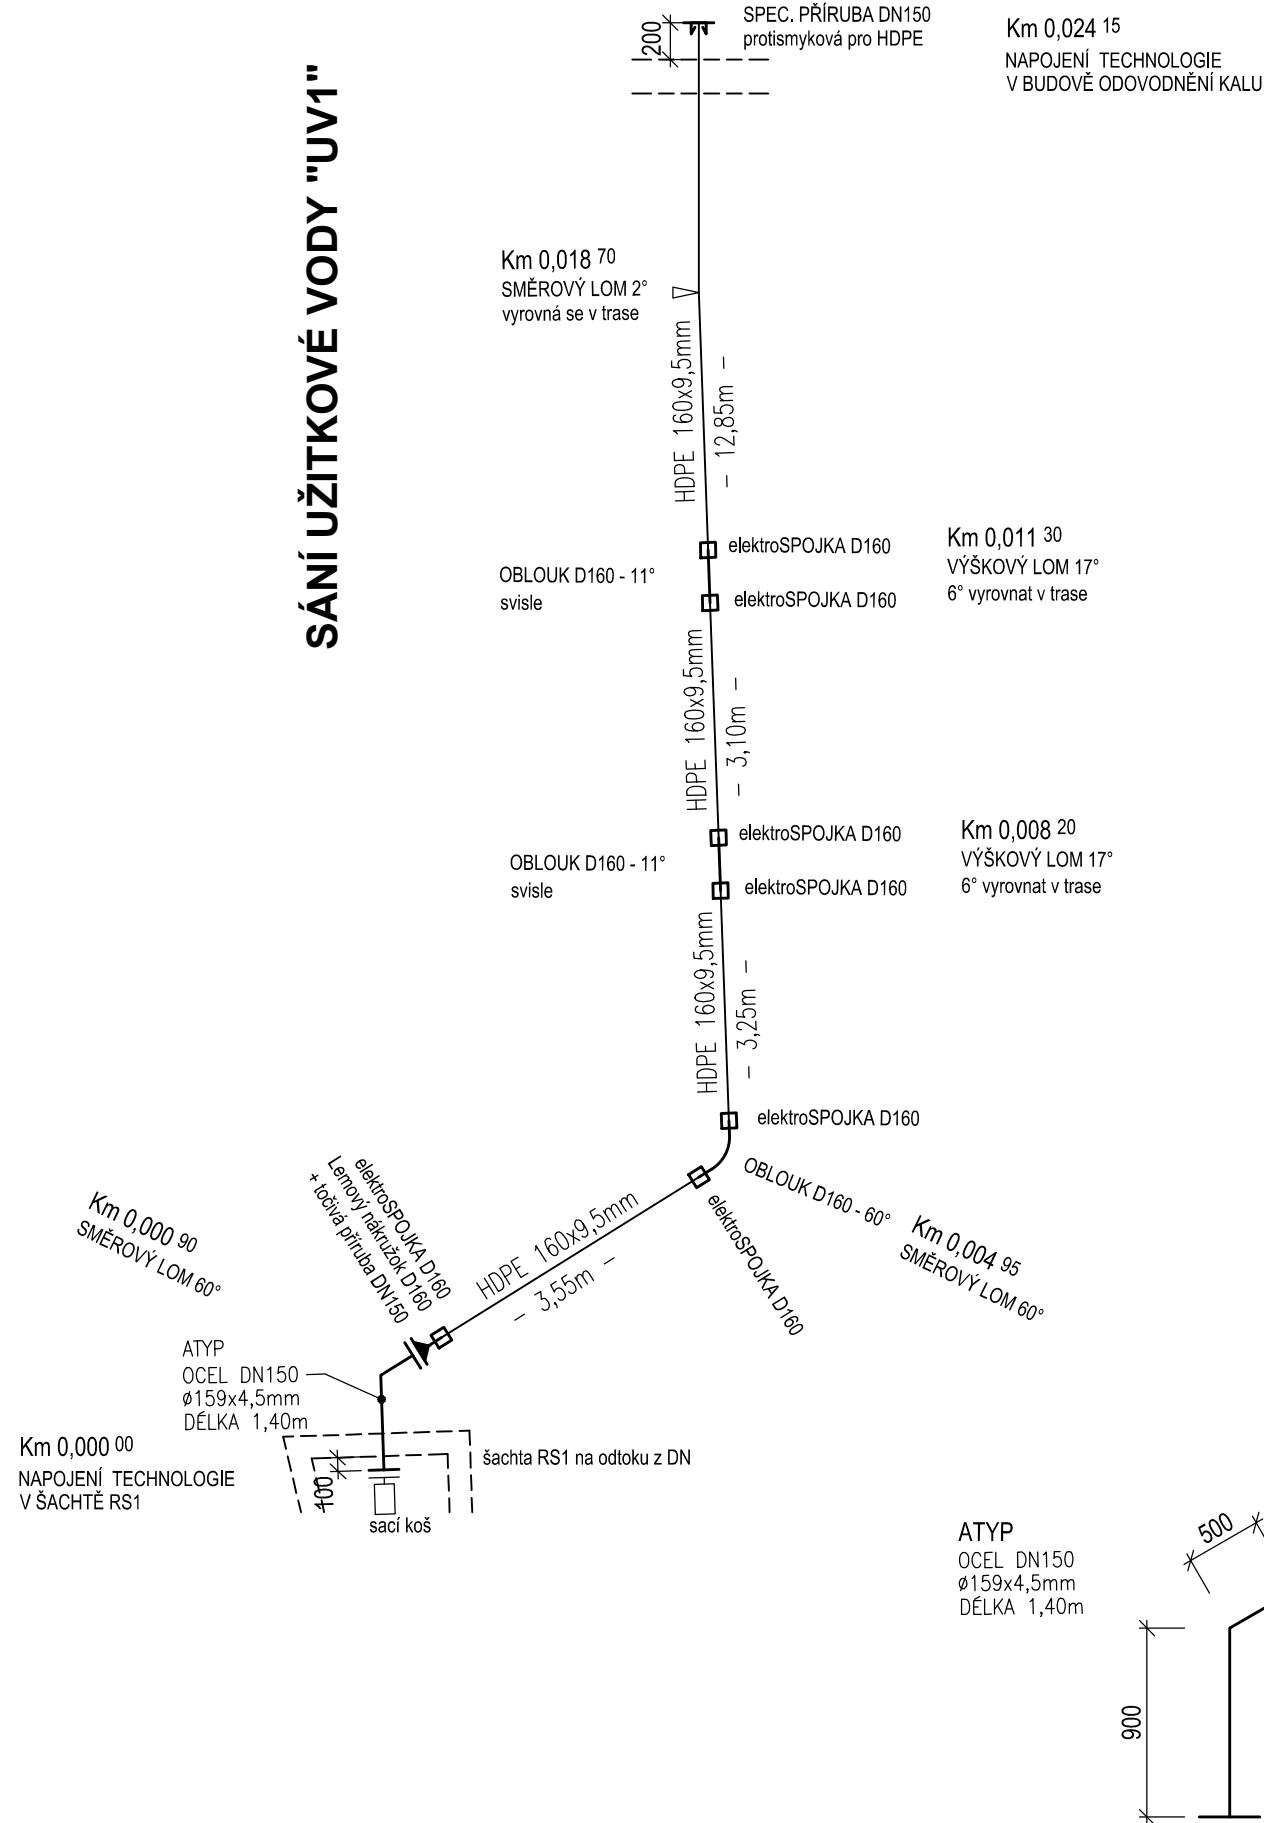 SPEC. PŘÍRUBA DN150
protismyková pro HDPE
200
Km 0,024 15
NAPOJENÍ TECHNOLOGIE
V BUDOVĚ ODOVODNĚNÍ KALU
SÁNÍ UŽITKOVÉ VODY "UV1"
Km 0,018 70
SMĚROVÝ LOM 2°
vyrovná se v trase
HDPE 160x9,5mm
- 12,85m -
elektroSPOJKA D160
Km 0,011 30
VÝŠKOVÝ LOM 17°
6° vyrovnat v trase
OBLOUK D160 - 11°
svisle
elektroSPOJKA D160
HDPE 160x9,5mm
- 3,10m -
elektroSPOJKA D160
Km 0,008 20
VÝŠKOVÝ LOM 17°
6° vyrovnat v trase
OBLOUK D160 - 11°
svisle
elektroSPOJKA D160
HDPE 160x9,5mm
- 3,25m -
elektroSPOJKA D160
OBLOUK D160 - 60°
Km 0,004 95
SMĚROVÝ LOM 60°
elektroSPOJKA D160
HDPE 160x9,5mm
- 3,55m -
elektroSPOJKA D160
Lemový nákružok D160
+ točivá příruba DN150
Km 0,000 90
SMĚROVÝ LOM 60°
ATYP
OCEL DN150
ø159x4,5mm
DÉLKA 1,40m
Km 0,000 00
NAPOJENÍ TECHNOLOGIE
V ŠACHTĚ RS1
100
šachta RS1 na odtoku z DN
sací koš
ATYP
OCEL DN150
ø159x4,5mm
DÉLKA 1,40m
500
900